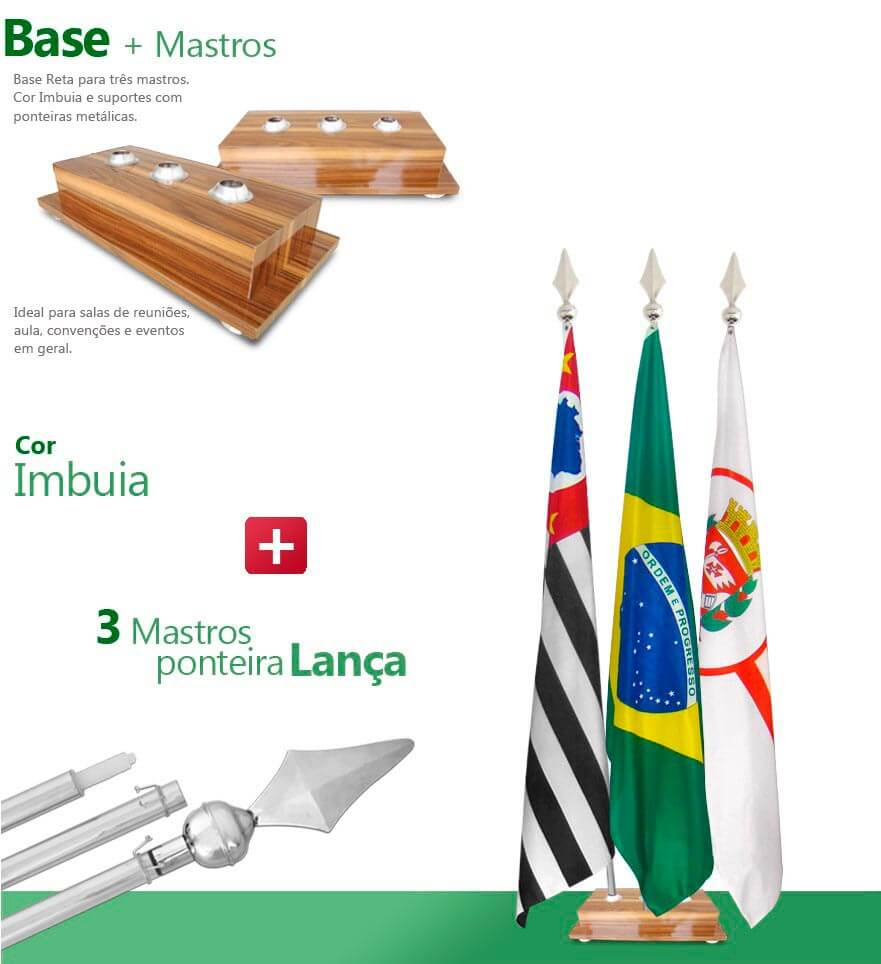 Base + Mastros
Base Reta para três mastros.
Cor Imbuia e suportes com
ponteiras metálicas.
Ideal para salas de reuniões,
aula, convenções e eventos
em geral.
Cor
Imbuia
3 Mastros
ponteira Lança
ORDEM E PROGRESSO